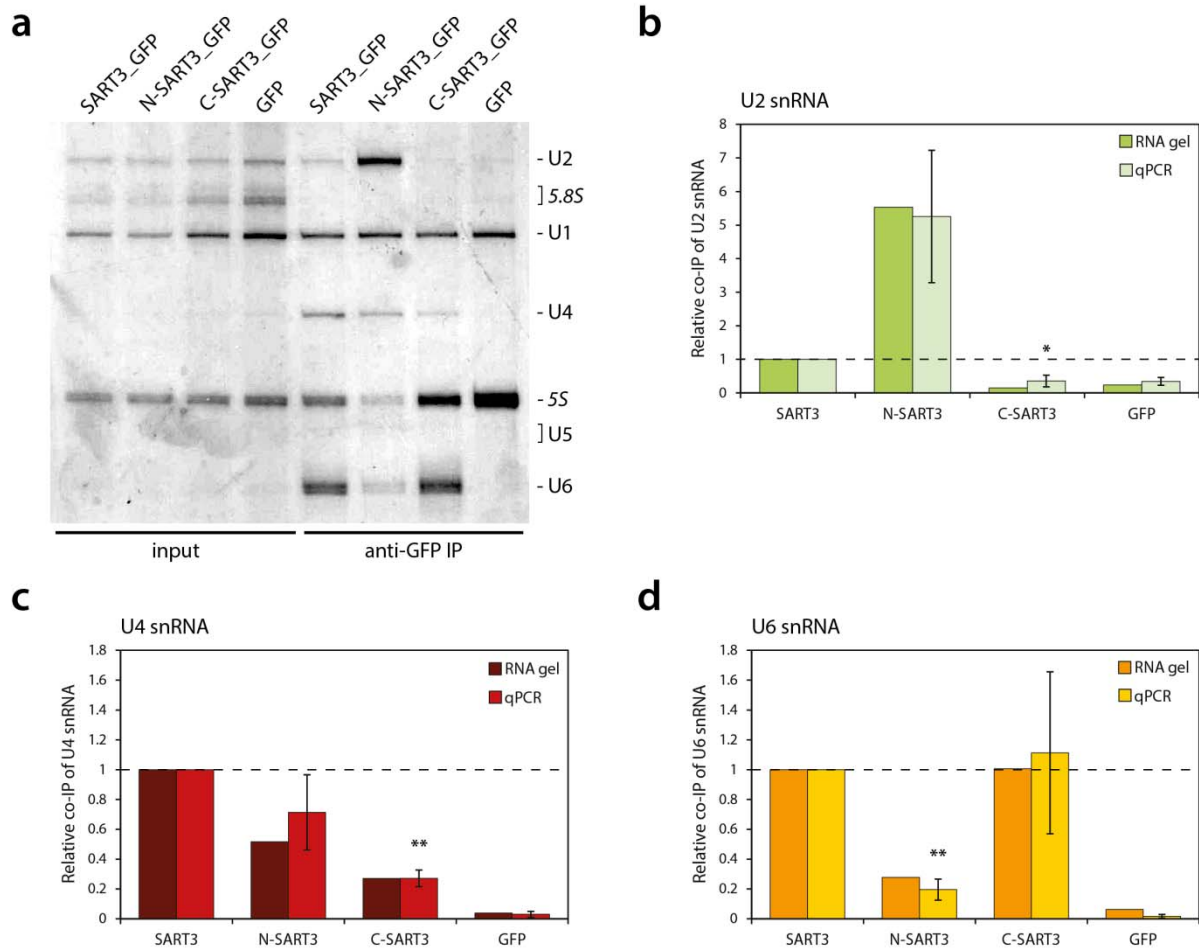 a
SART3_GFP
N-SART3_GFP
C-SART3_GFP
GFP
SART3_GFP
N-SART3_GFP
C-SART3_GFP
GFP
- U2
]5.8S
- U1
- U4
- 5S
]U5
- U6
input
anti-GFP IP
b
U2 snRNA
Relative co-IP of U2 snRNA
8
7
6
5
4
3
2
1
0
RNA gel
qPCR
*
SART3 N-SART3 C-SART3 GFP
c
U4 snRNA
Relative co-IP of U4 snRNA
1.8
1.6
1.4
1.2
1
0.8
0.6
0.4
0.2
0
RNA gel
qPCR
**
SART3 N-SART3 C-SART3 GFP
d
U6 snRNA
Relative co-IP of U6 snRNA
1.8
1.6
1.4
1.2
1
0.8
0.6
0.4
0.2
0
RNA gel
qPCR
**
SART3 N-SART3 C-SART3 GFP